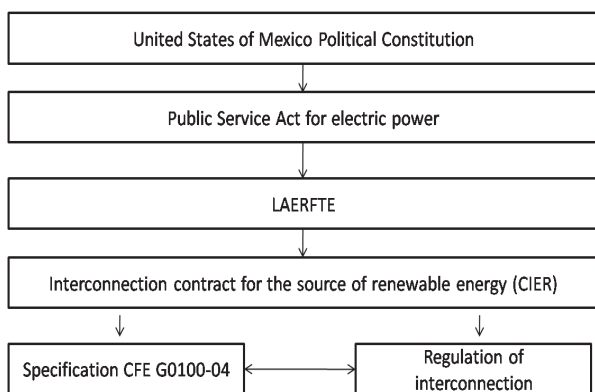 United States of Mexico Political Constitution
Public Service Act for electric power
LAERFTE
Interconnection contract for the source of renewable energy (CIER)
Specification CFE G0100-04
Regulation of
interconnection